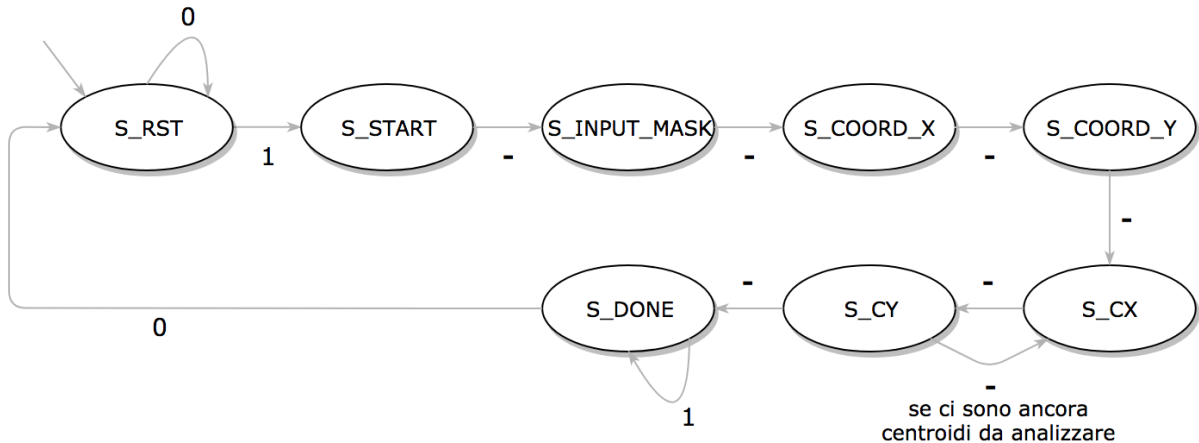 0
S_RST
S_START
S_INPUT_MASK
S_COORD_X
S_COORD_Y
1
-
-
-
-
-
-
S_DONE
S_CY
S_CX
0
1
-
se ci sono ancora
centroidi da analizzare